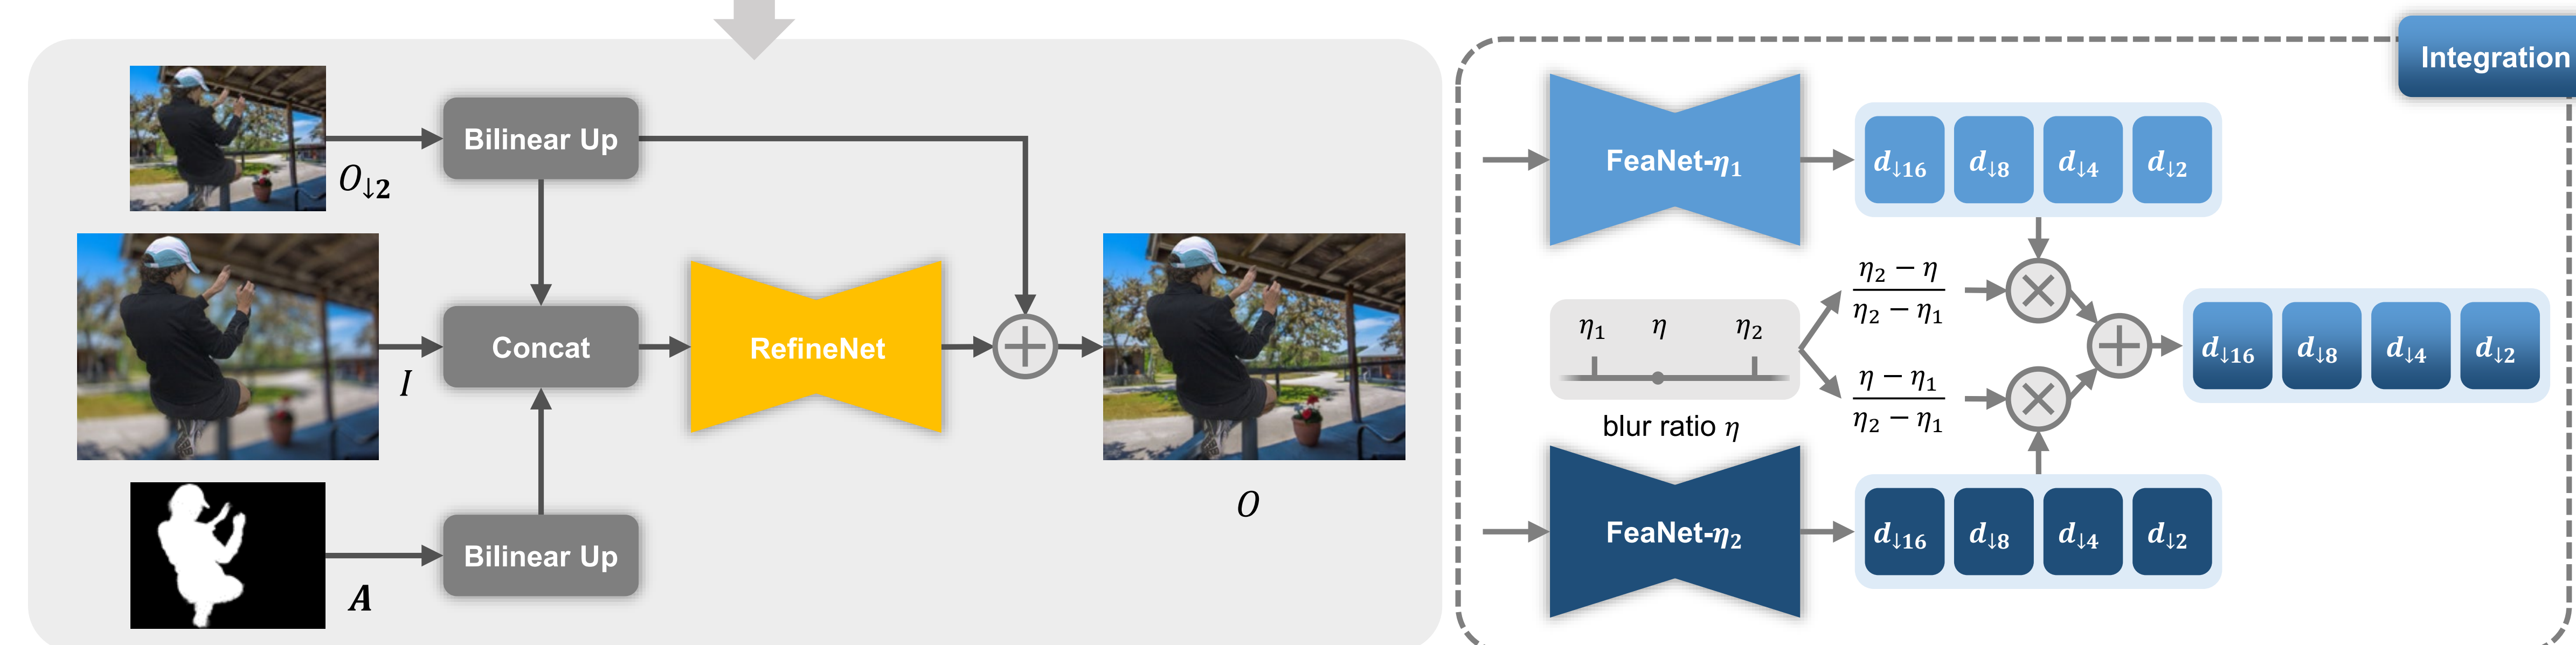 Bilinear Up
O↓2
Concat
I
RefineNet
O
Bilinear Up
A
Integration
FeaNet-η1
d↓16 d↓8 d↓4 d↓2
η1 η η2
blur ratio η
η2 − η
η2 − η1
η − η1
η2 − η1
d↓16 d↓8 d↓4 d↓2
FeaNet-η2
d↓16 d↓8 d↓4 d↓2